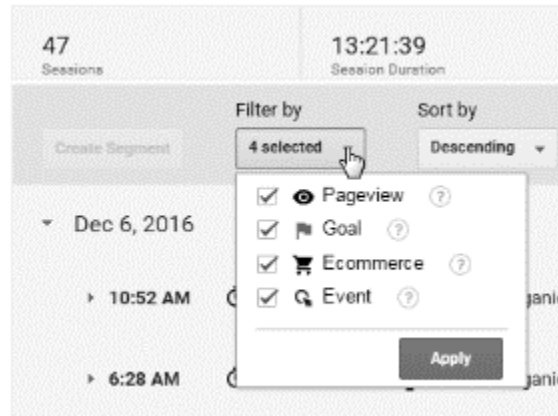 47
Sessions
13:21:39
Session Duration
Filter by
Sort by
Create Segment
4 selected
Descending
Pageview ?
Dec 6, 2016
Goal ?
Ecommerce ?
10:52 AM
Event ?
Apply
6:28 AM